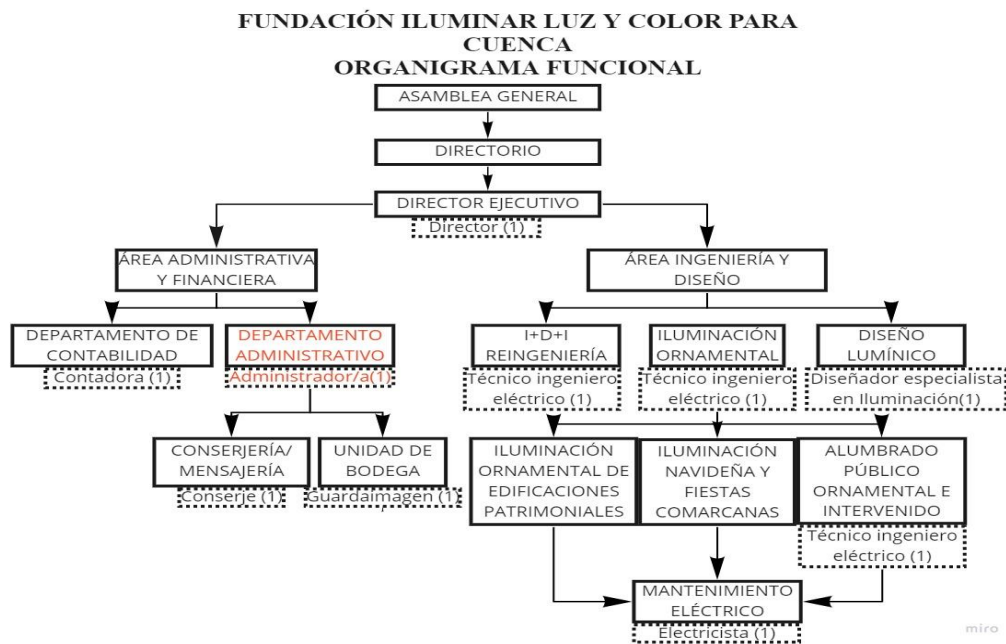 FUNDACIÓN ILUMINAR LUZ Y COLOR PARA
CUENCA
ORGANIGRAMA FUNCIONAL
ASAMBLEA GENERAL
DIRECTORIO
DIRECTOR EJECUTIVO
Director (1)
ÁREA ADMINISTRATIVA
Y FINANCIERA
ÁREA INGENIERÍA Y
DISEÑO
DEPARTAMENTO DE
CONTABILIDAD
Contadora (1)
DEPARTAMENTO
ADMINISTRATIVO
Administrador/a(1)
I+D+I
REINGENIERÍA
Técnico ingeniero
eléctrico (1)
ILUMINACIÓN
ORNAMENTAL
Técnico ingeniero
eléctrico (1)
DISEÑO
LUMÍNICO
Diseñador especialista
en Iluminación(1)
CONSERJERÍA/
MENSAJERÍA
Conserje (1)
UNIDAD DE
BODEGA
Guardaimagen (1)
ILUMINACIÓN
ORNAMENTAL DE
EDIFICACIONES
PATRIMONIALES
ILUMINACIÓN
NAVIDEÑA Y
FIESTAS
COMARCANAS
ALUMBRADO
PÚBLICO
ORNAMENTAL E
INTERVENIDO
Técnico ingeniero
eléctrico (1)
MANTENIMIENTO
ELÉCTRICO
Electricista (1)
miro